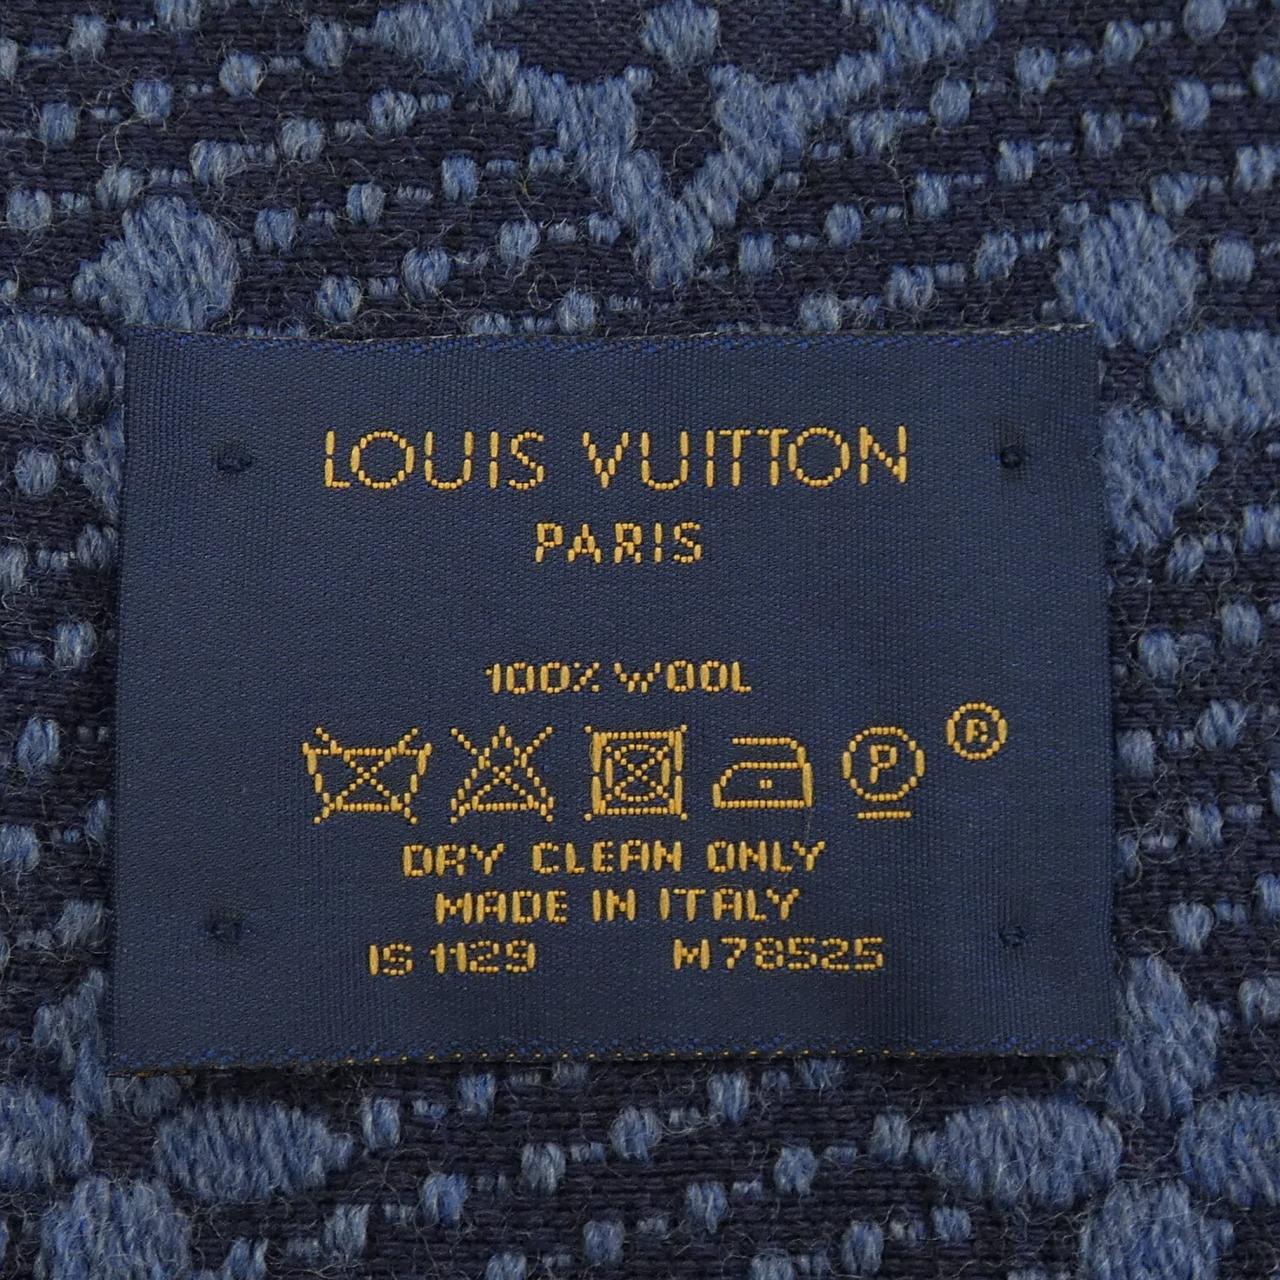 LOUIS VUITTON
PARIS
100% WOOL
P ®
DRY CLEAN ONLY
MADE IN ITALY
IS 1129 M78525